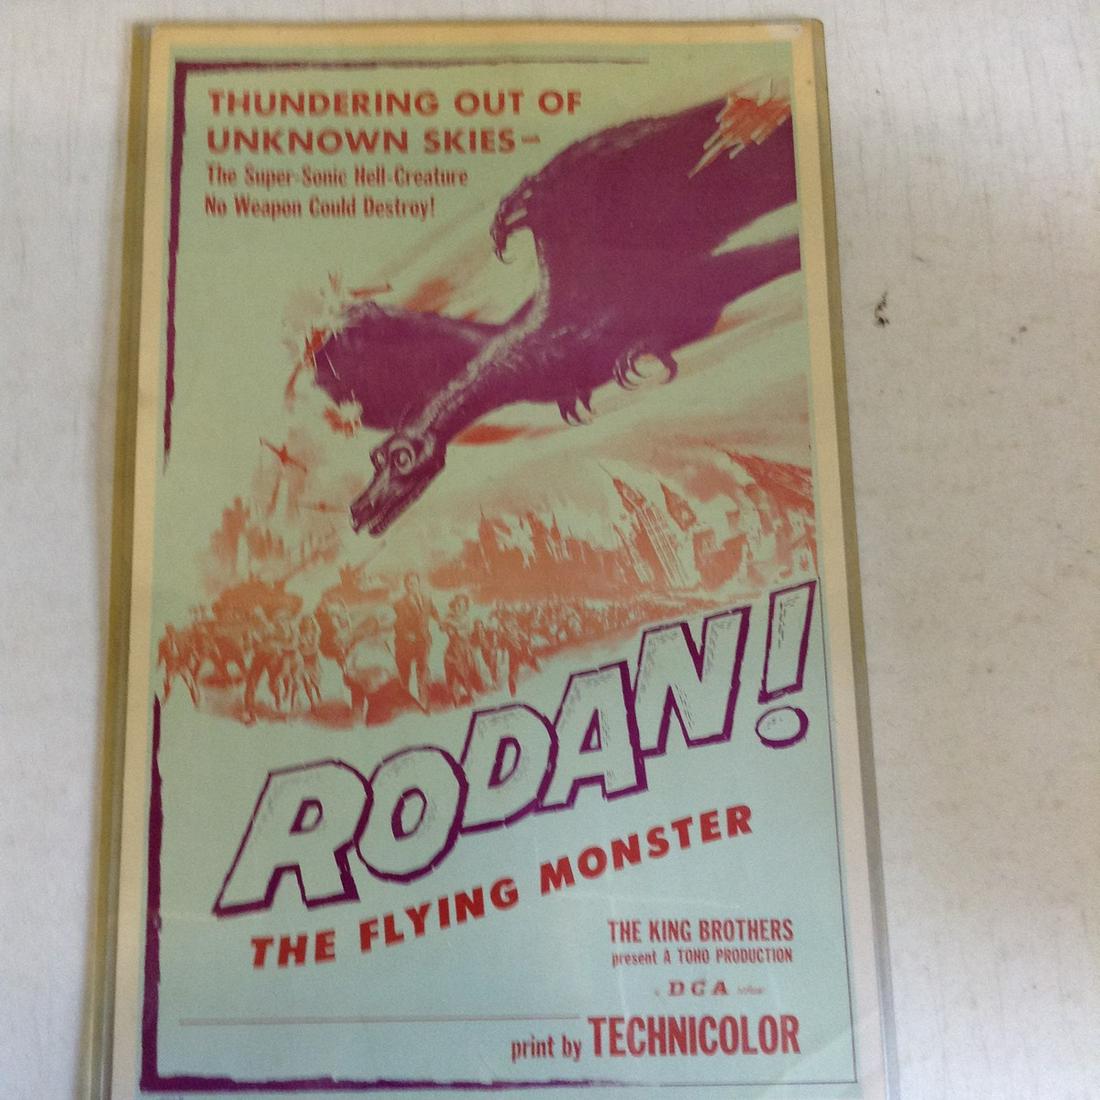 THUNDERING OUT OF
UNKNOWN SKIES—
The Super-Sonic Hell-Creature
No Weapon Could Destroy!
RODAN!
THE FLYING MONSTER
THE KING BROTHERS
present A TOHO PRODUCTION
DCA
print by TECHNICOLOR